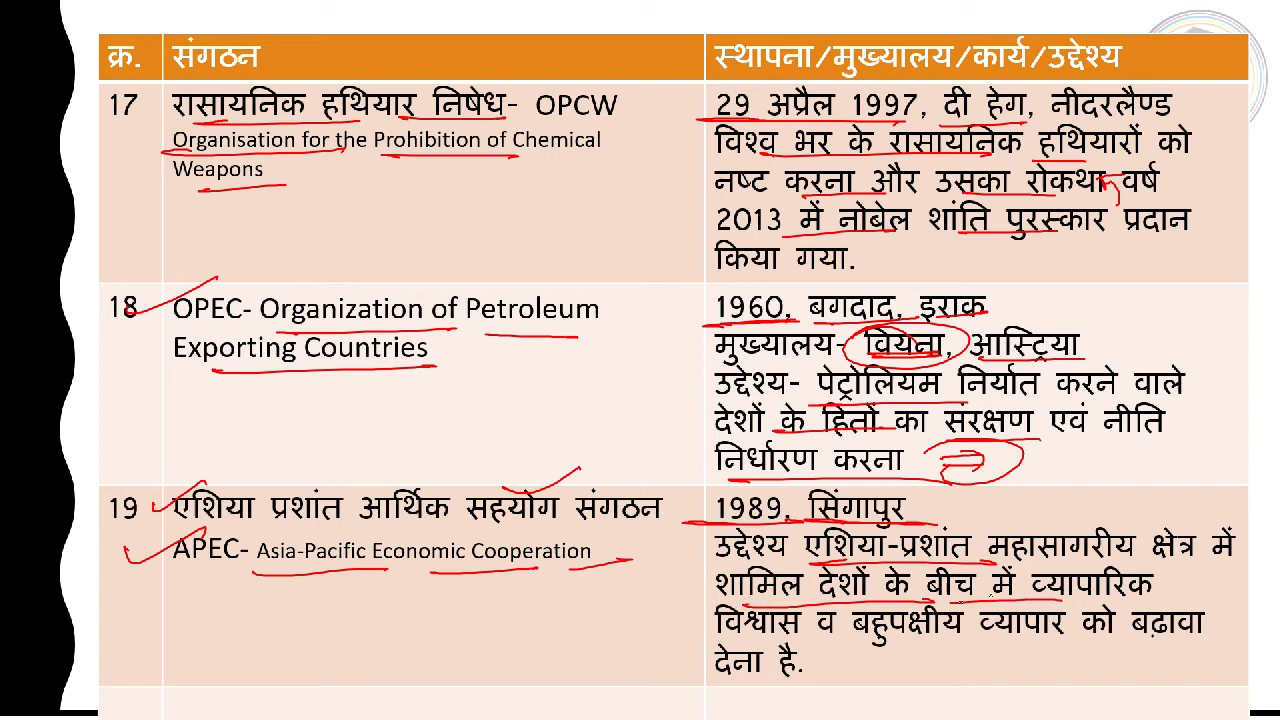 क्र. संगठन स्थापना/मुख्यालय/कार्य/उद्देश्य
17 रासायनिक हथियार निषेध- OPCW
Organisation for the Prohibition of Chemical
Weapons
29 अप्रैल 1997, दी हेग, नीदरलैण्ड
विश्व भर के रासायनिक हथियारों को
नष्ट करना और उसका रोकथा वर्ष
2013 में नोबेल शांति पुरस्कार प्रदान
किया गया.
18 OPEC- Organization of Petroleum
Exporting Countries
1960, बगदाद, इराक
मुख्यालय- वियना, आस्ट्रिया
उद्देश्य- पेट्रोलियम निर्यात करने वाले
देशों के हितों का संरक्षण एवं नीति
निर्धारण करना
19 एशिया प्रशांत आर्थिक सहयोग संगठन
APEC- Asia-Pacific Economic Cooperation
1989, सिंगापुर
उद्देश्य एशिया-प्रशांत महासागरीय क्षेत्र में
शामिल देशों के बीच में व्यापारिक
विश्वास व बहुपक्षीय व्यापार को बढ़ावा
देना है.